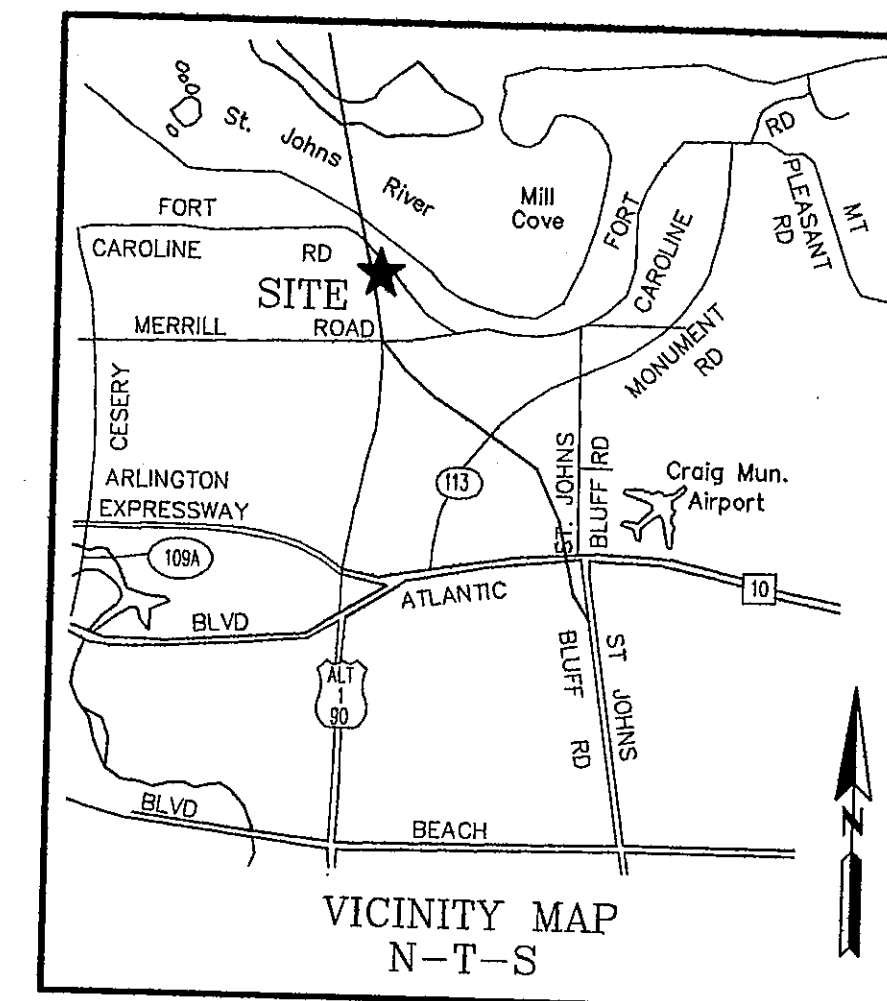 St. Johns
River
Mill
Cove
RD
MT
PLEASANT
RD
FORT
CAROLINE
FORT
CAROLINE
RD
SITE
MERRILL
ROAD
MONUMENT
RD
CESERY
113
ST. JOHNS
BLUFF RD
Craig Mun.
Airport
ARLINGTON
EXPRESSWAY
109A
ATLANTIC
10
BLVD
ST JOHNS
BLUFF
RD
ALT
1
90
BLVD
BEACH
N
VICINITY MAP
N-T-S